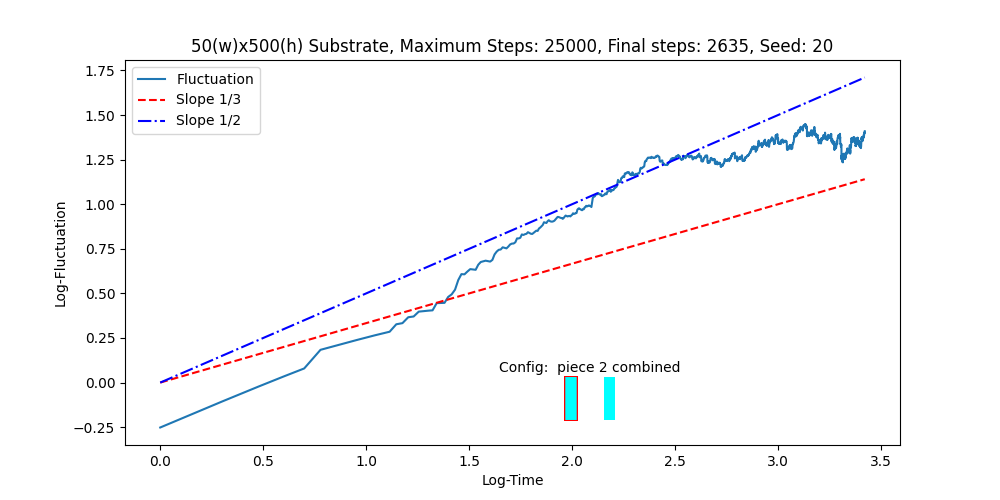 50(w)x500(h) Substrate, Maximum Steps: 25000, Final steps: 2635, Seed: 20
Fluctuation
Slope 1/3
Slope 1/2
Log-Fluctuation
1.75
1.50
1.25
1.00
0.75
0.50
0.25
0.00
−0.25
Config:  piece 2 combined
0.0 0.5 1.0 1.5 2.0 2.5 3.0 3.5
Log-Time